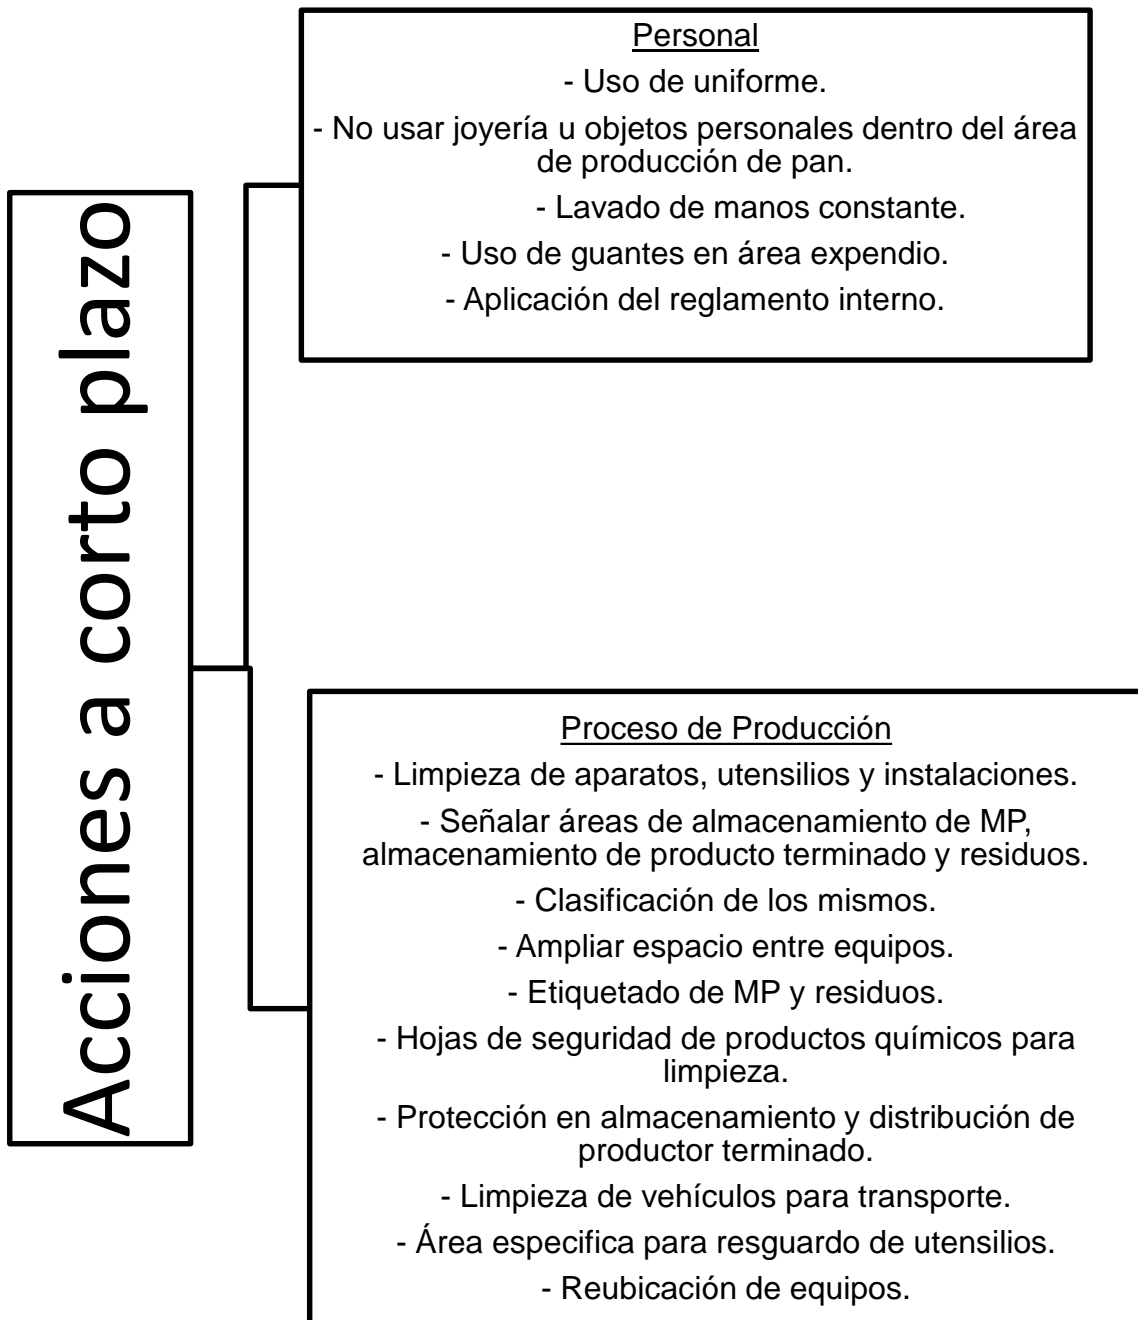 Acciones a corto plazo
Personal
- Uso de uniforme.
- No usar joyería u objetos personales dentro del área
de producción de pan.
- Lavado de manos constante.
- Uso de guantes en área expendio.
- Aplicación del reglamento interno.
Proceso de Producción
- Limpieza de aparatos, utensilios y instalaciones.
- Señalar áreas de almacenamiento de MP,
almacenamiento de producto terminado y residuos.
- Clasificación de los mismos.
- Ampliar espacio entre equipos.
- Etiquetado de MP y residuos.
- Hojas de seguridad de productos químicos para
limpieza.
- Protección en almacenamiento y distribución de
productor terminado.
- Limpieza de vehículos para transporte.
- Área especifica para resguardo de utensilios.
- Reubicación de equipos.